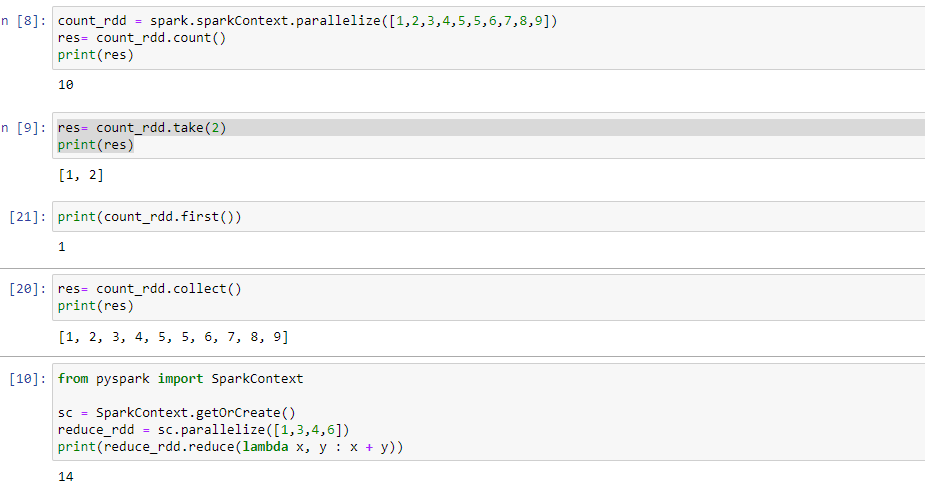 n [8]: count_rdd = spark.sparkContext.parallelize([1,2,3,4,5,5,6,7,8,9])
res= count_rdd.count()
print(res)
10
n [9]: res= count_rdd.take(2)
print(res)
[1, 2]
[21]: print(count_rdd.first())
1
[20]: res= count_rdd.collect()
print(res)
[1, 2, 3, 4, 5, 5, 6, 7, 8, 9]
[10]: from pyspark import SparkContext
sc = SparkContext.getOrCreate()
reduce_rdd = sc.parallelize([1,3,4,6])
print(reduce_rdd.reduce(lambda x, y : x + y))
14